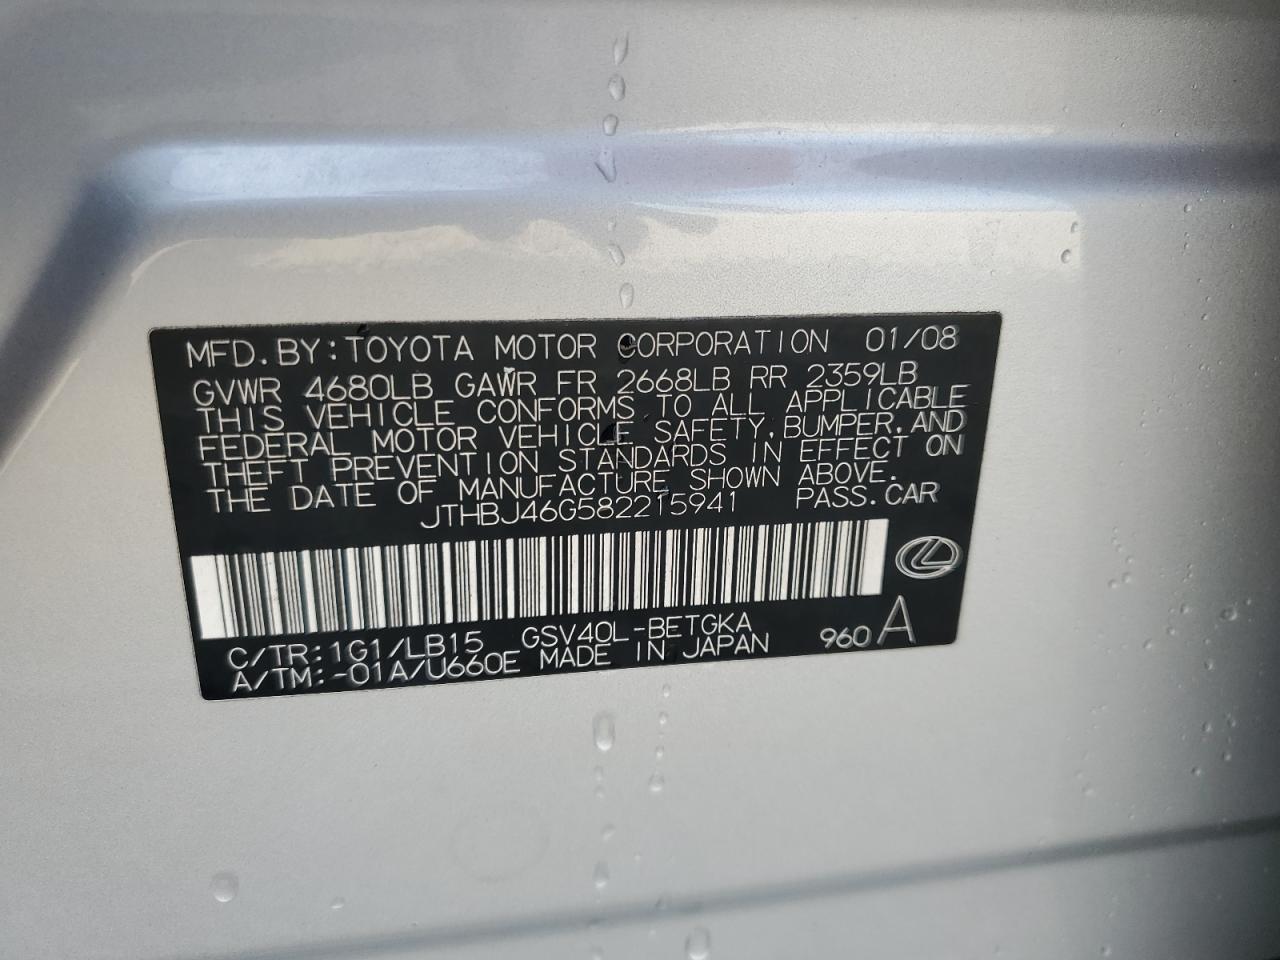 MFD. BY: TOYOTA MOTOR CORPORATION 01/08
GVWR 4680LB GAWR FR 2668LB RR 2359LB
THIS VEHICLE CONFORMS TO ALL APPLICABLE
FEDERAL MOTOR VEHICLE SAFETY, BUMPER, AND
THEFT PREVENTION STANDARDS IN EFFECT ON
THE DATE OF MANUFACTURE SHOWN ABOVE.
JTHBJ46G582215941 PASS. CAR
C/TR: 1G1/LB15 GSV40L-BETGKA 960 A
A/TM: -01A/U660E MADE IN JAPAN